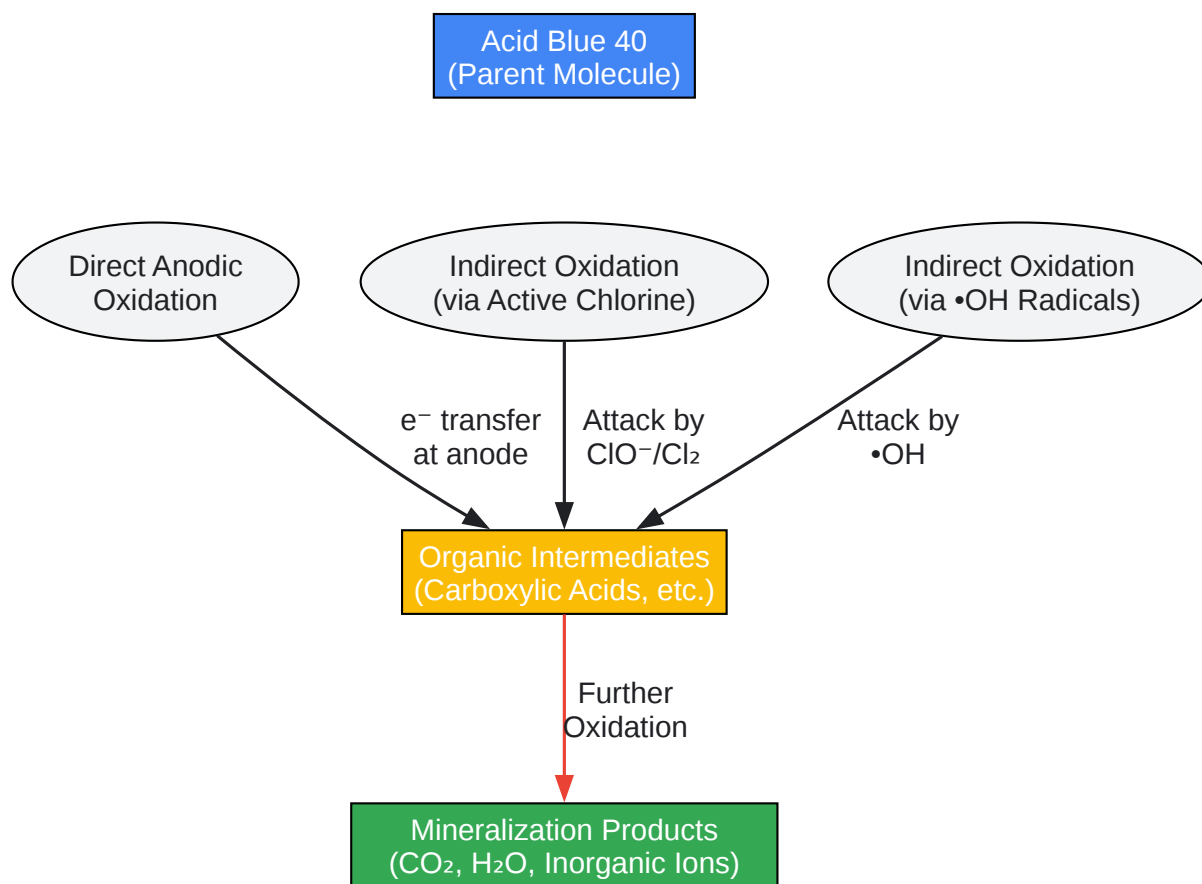 Acid Blue 40
(Parent Molecule)
Direct Anodic
Oxidation
Indirect Oxidation
(via Active Chlorine)
Indirect Oxidation
(via •OH Radicals)
e⁻ transfer
at anode
Attack by
ClO⁻/Cl₂
Attack by
•OH
Organic Intermediates
(Carboxylic Acids, etc.)
Further
Oxidation
Mineralization Products
(CO₂, H₂O, Inorganic Ions)